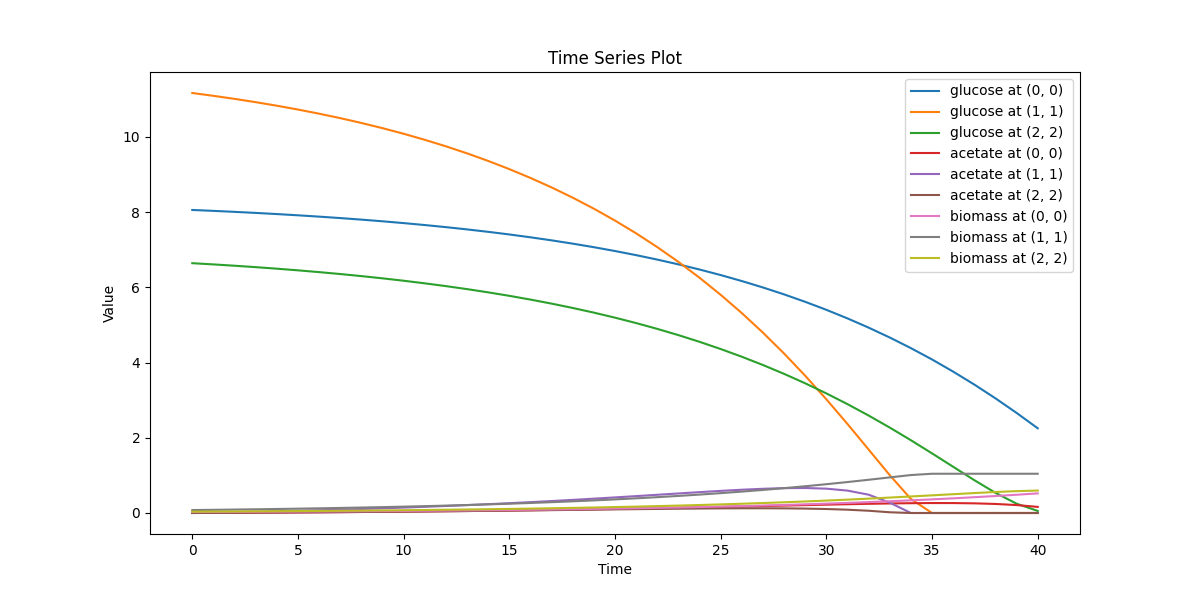 Time Series Plot
glucose at (0, 0)
glucose at (1, 1)
glucose at (2, 2)
acetate at (0, 0)
acetate at (1, 1)
acetate at (2, 2)
biomass at (0, 0)
biomass at (1, 1)
biomass at (2, 2)
10
8
6
4
2
0
Value
0 5 10 15 20 25 30 35 40
Time